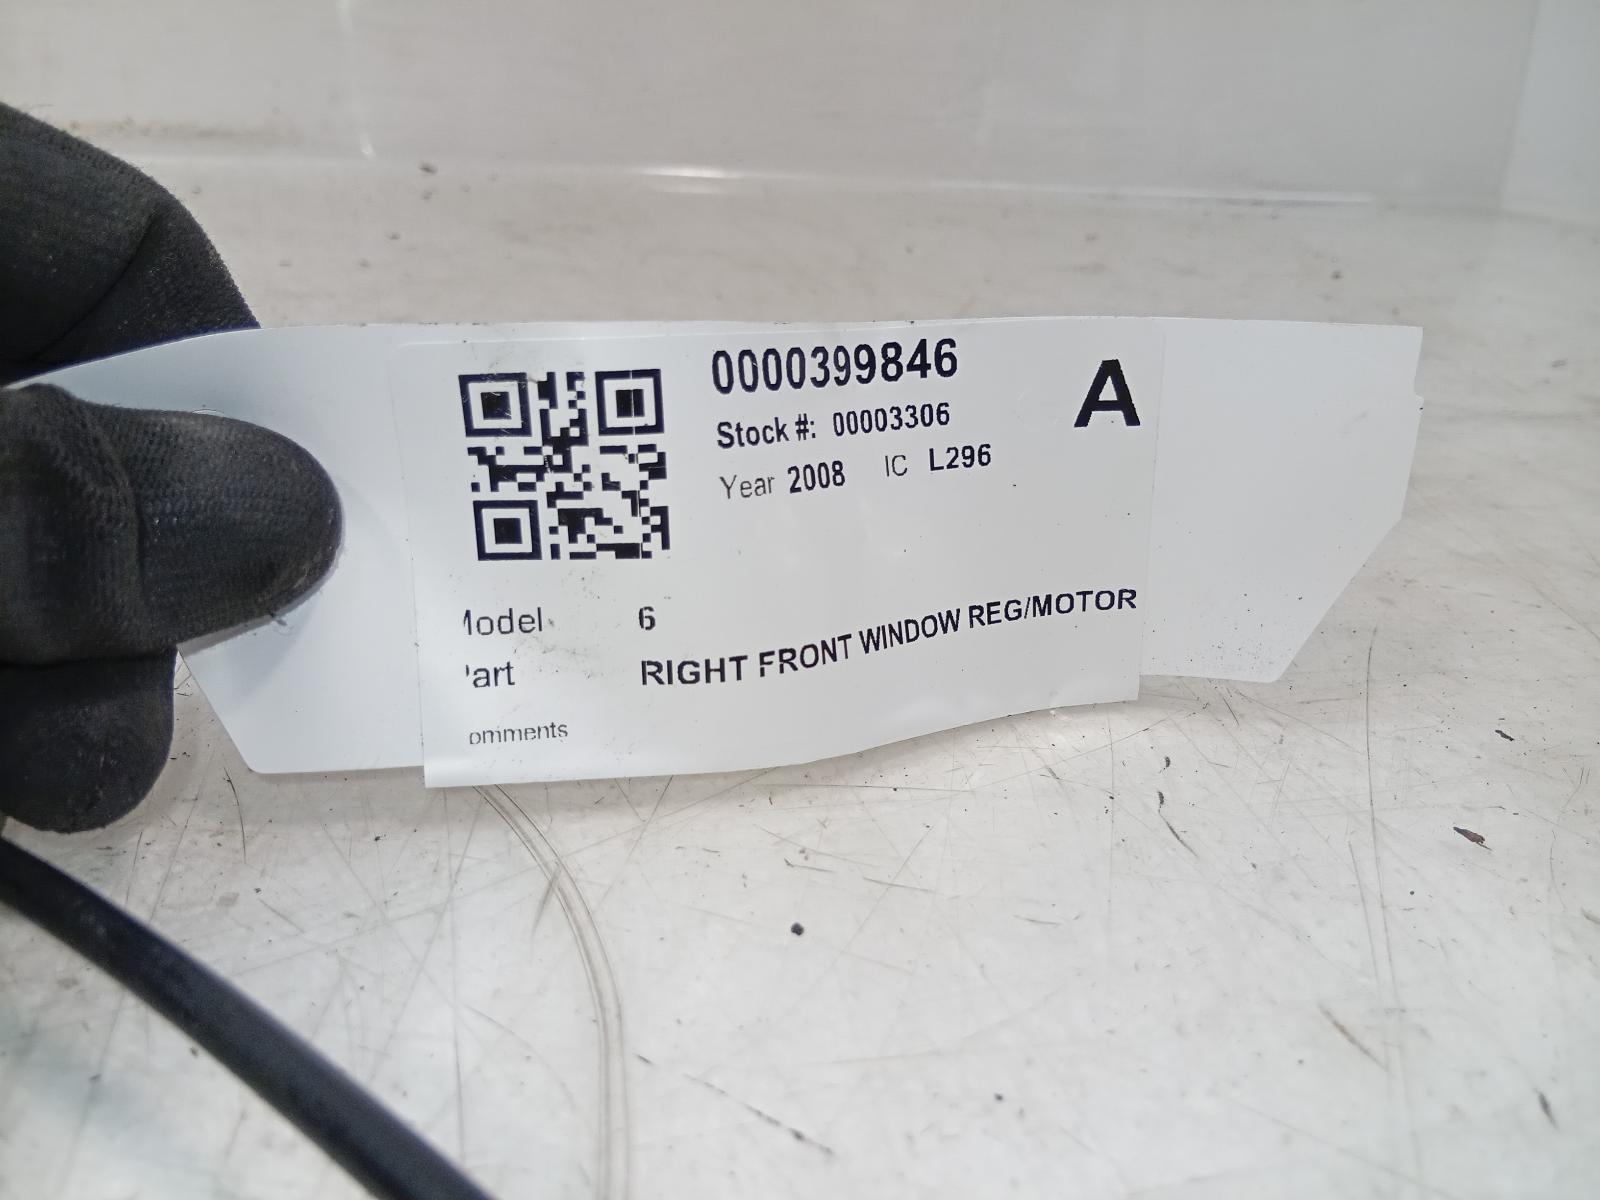 0000399846
A
Stock #: 00003306
Year 2008 IC L296
Model 6
Part RIGHT FRONT WINDOW REG/MOTOR
omments